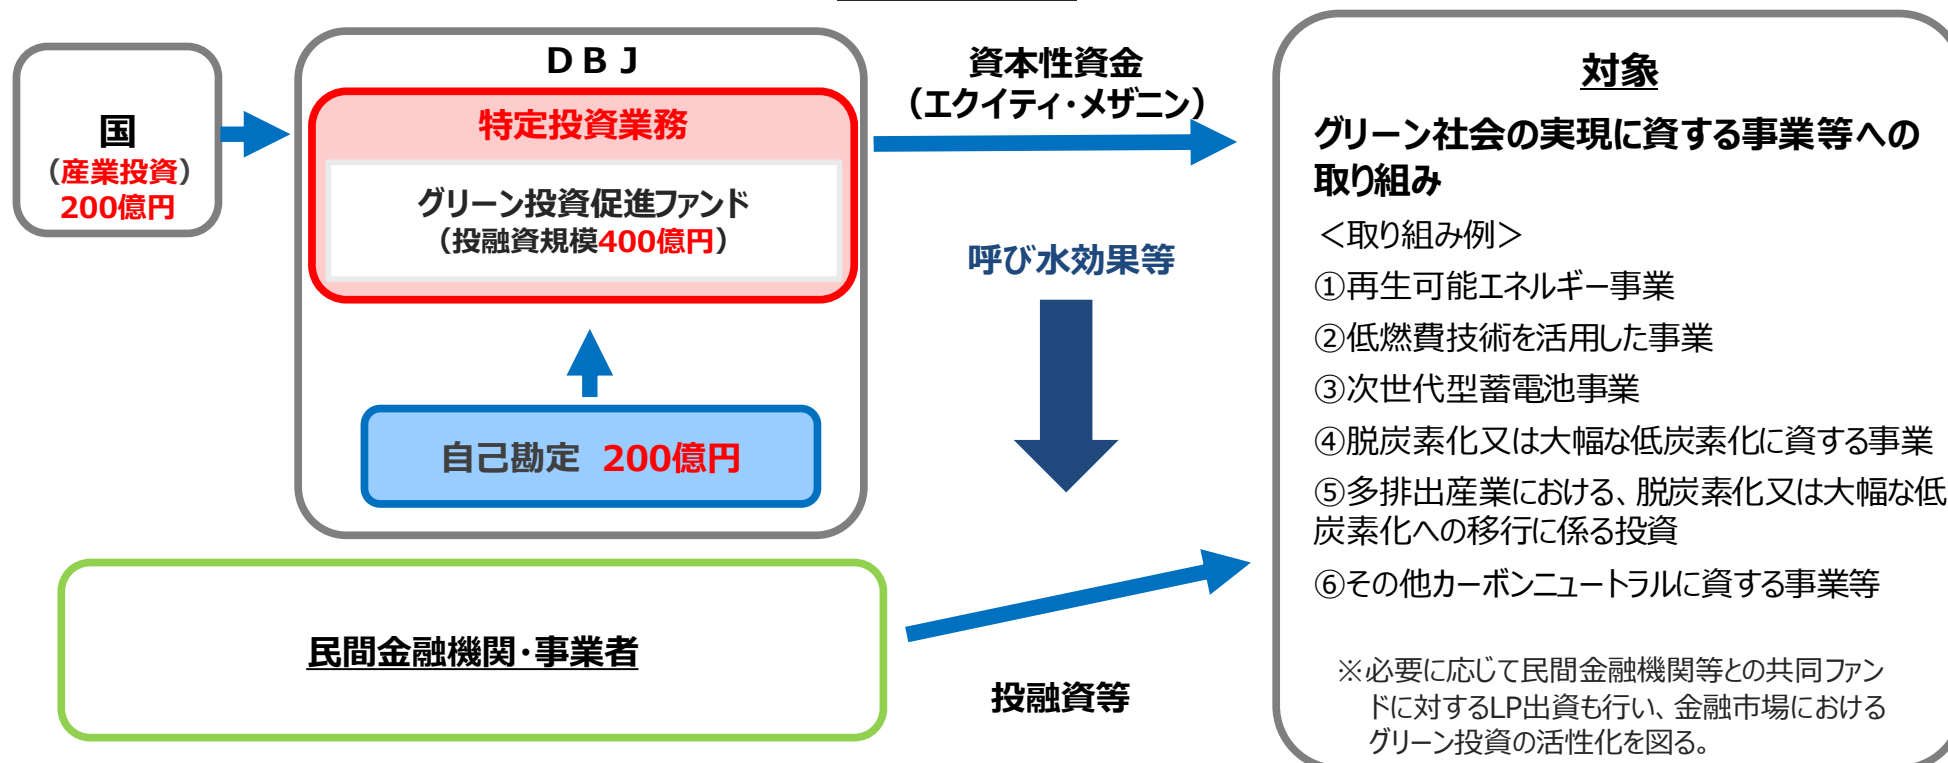 国
（産業投資）
200億円
ＤＢＪ
特定投資業務
グリーン投資促進ファンド
（投融資規模400億円）
自己勘定 200億円
資本性資金
（エクイティ・メザニン）
呼び水効果等
民間金融機関・事業者
投融資等
対象
グリーン社会の実現に資する事業等への
取り組み
＜取り組み例＞
①再生可能エネルギー事業
②低燃費技術を活用した事業
③次世代型蓄電池事業
④脱炭素化又は大幅な低炭素化に資する事業
⑤多排出産業における、脱炭素化又は大幅な低
炭素化への移行に係る投資
⑥その他カーボンニュートラルに資する事業等
※必要に応じて民間金融機関等との共同ファン
ドに対するLP出資も行い、金融市場における
グリーン投資の活性化を図る。